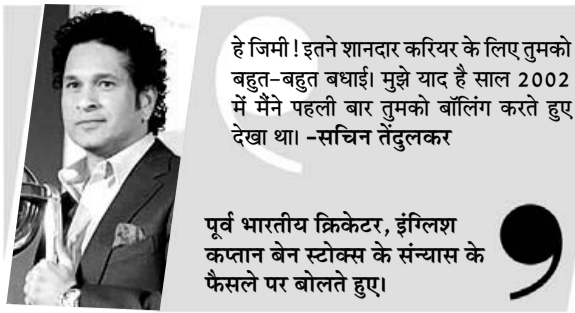 हे जिमी! इतने शानदार करियर के लिए तुमको
बहुत-बहुत बधाई। मुझे याद है साल 2002
में मैंने पहली बार तुमको बॉलिंग करते हुए
देखा था। -सचिन तेंदुलकर
पूर्व भारतीय क्रिकेटर, इंग्लिश
कप्तान बेन स्टोक्स के संन्यास के
फैसले पर बोलते हुए।